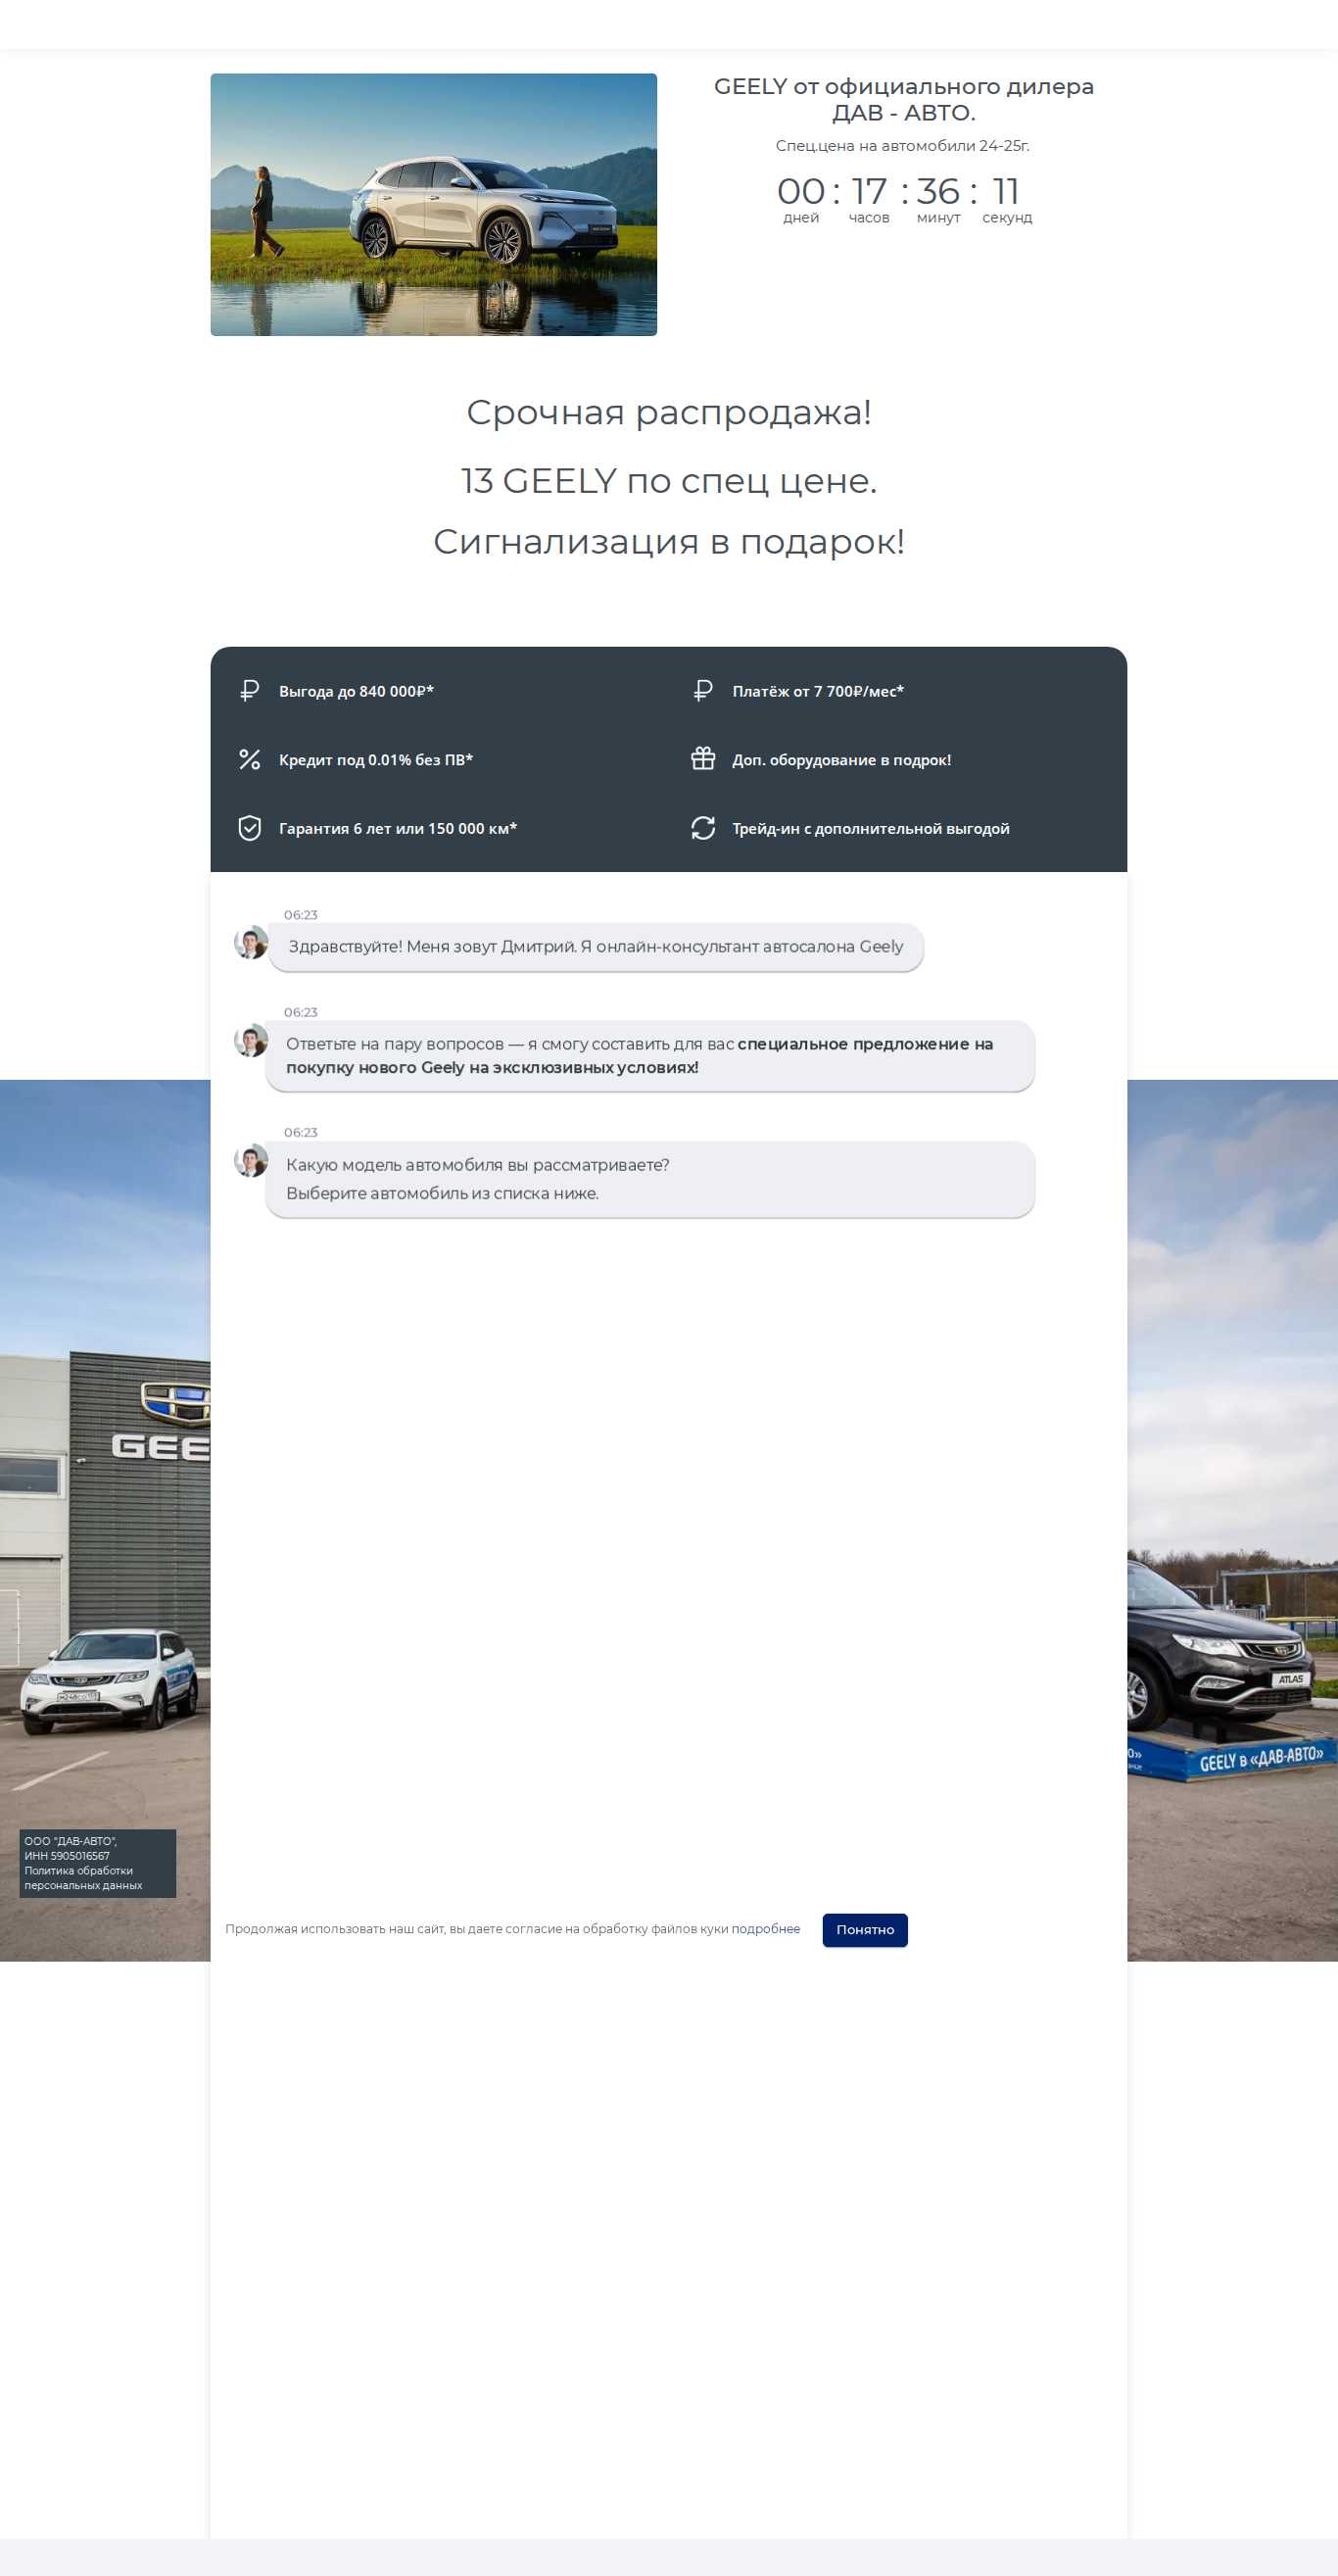 GEELY от официального дилера
ДАВ - АВТО.
Спец.цена на автомобили 24-25г.
00 : 17 : 36 : 11
дней часов минут секунд
Срочная распродажа!
13 GEELY по спец цене.
Сигнализация в подарок!
Выгода до 840 000₽*
Платёж от 7 700₽/мес*
Кредит под 0.01% без ПВ*
Доп. оборудование в подрок!
Гарантия 6 лет или 150 000 км*
Трейд-ин с дополнительной выгодой
06:23
Здравствуйте! Меня зовут Дмитрий. Я онлайн-консультант автосалона Geely
06:23
Ответьте на пару вопросов — я смогу составить для вас специальное предложение на
покупку нового Geely на эксклюзивных условиях!
06:23
Какую модель автомобиля вы рассматриваете?
Выберите автомобиль из списка ниже.
GEE
ATLAS
GEELY в «ДАВ-АВТО»
ООО "ДАВ-АВТО",
ИНН 5905016567
Политика обработки
персональных данных
Продолжая использовать наш сайт, вы даете согласие на обработку файлов куки подробнее
Понятно